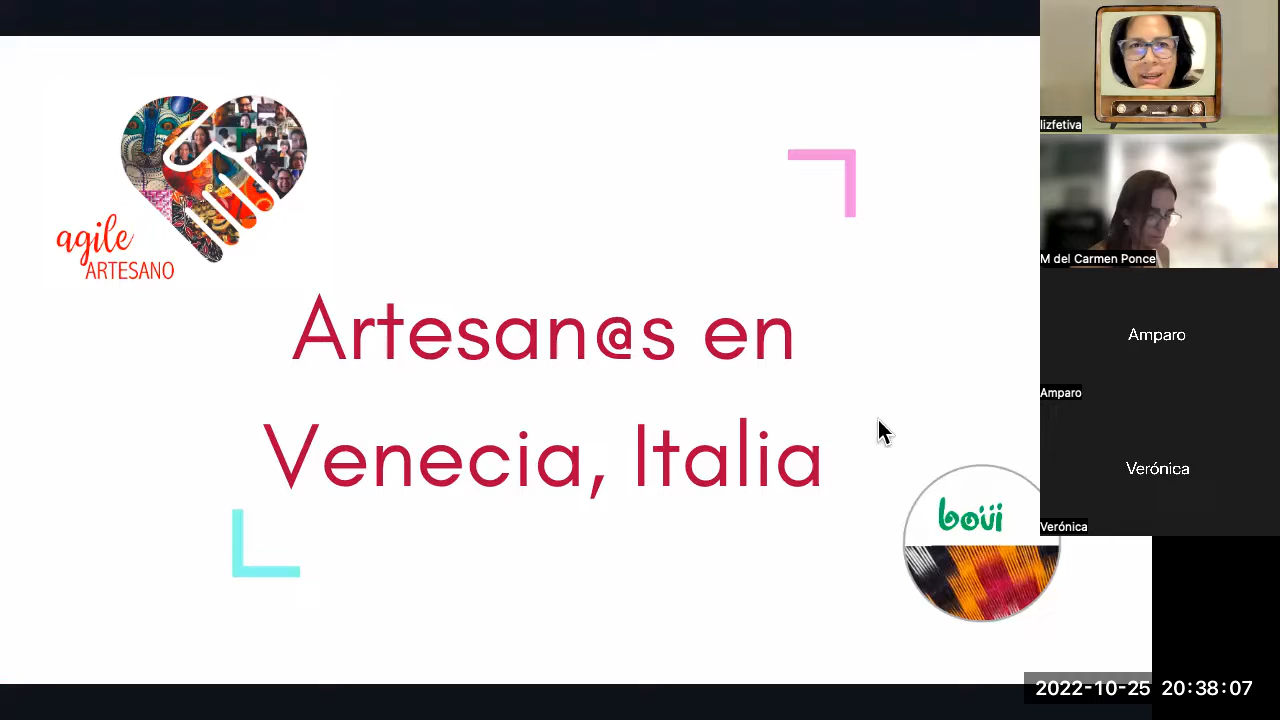 agile
ARTESANO
Artesan@s en
Venecia, Italia
boüi
lizfetiva
M del Carmen Ponce
Amparo
Amparo
Verónica
Verónica
2022-10-25 20:38:07